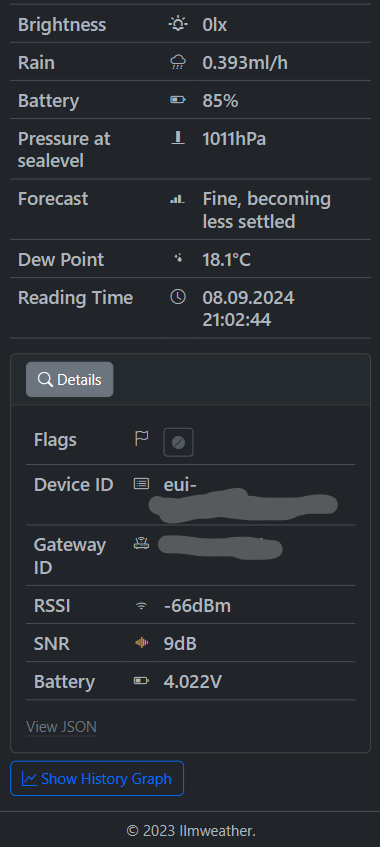 Brightness 0lx
Rain 0.393ml/h
Battery 85%
Pressure at 1011hPa
sealevel
Forecast Fine, becoming
less settled
Dew Point 18.1°C
Reading Time 08.09.2024
21:02:44
Details
Flags
Device ID eui-
Gateway
ID
RSSI -66dBm
SNR 9dB
Battery 4.022V
View JSON
Show History Graph
© 2023 Ilmweather.